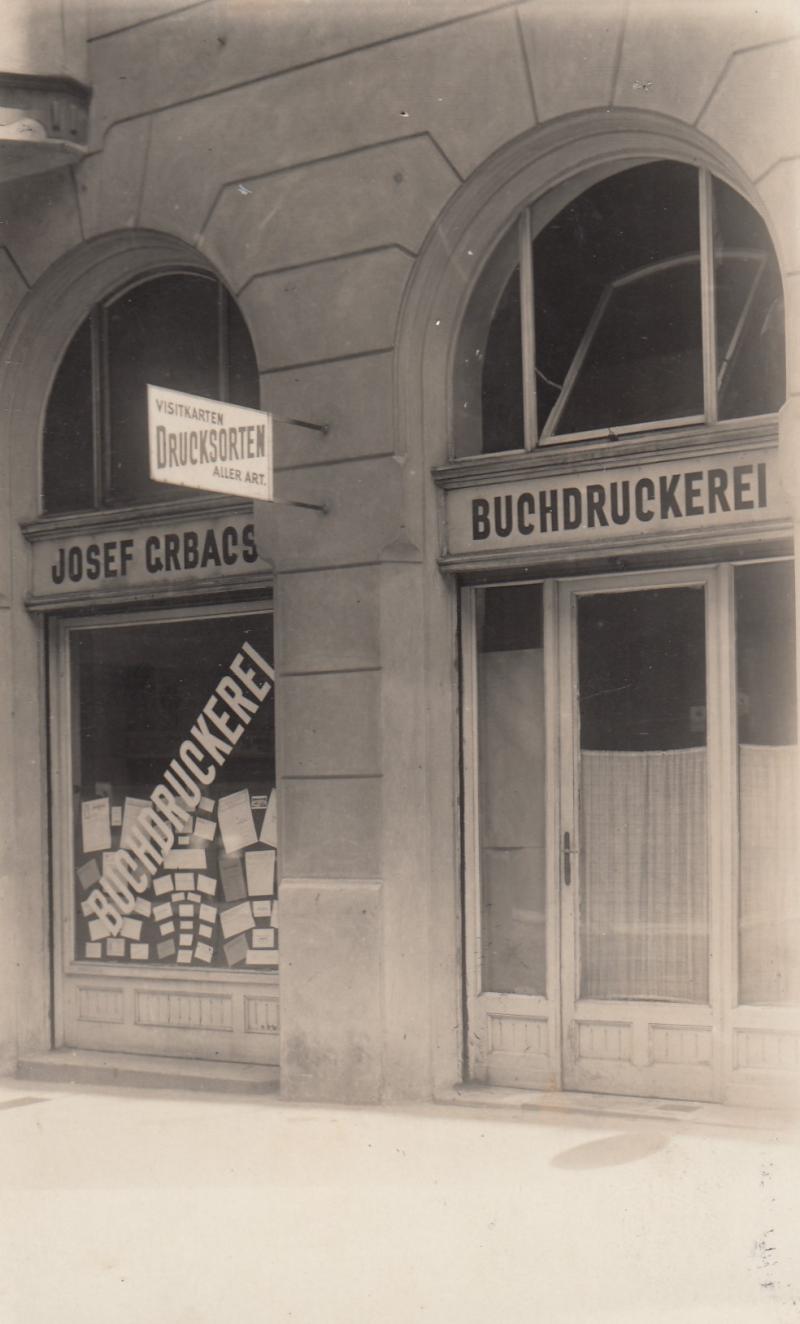 VISITKARTEN
DRUCKSORTEN
ALLER ART.
JOSEF GRBACS
BUCHDRUCKEREI
BUCHDRUCKEREI